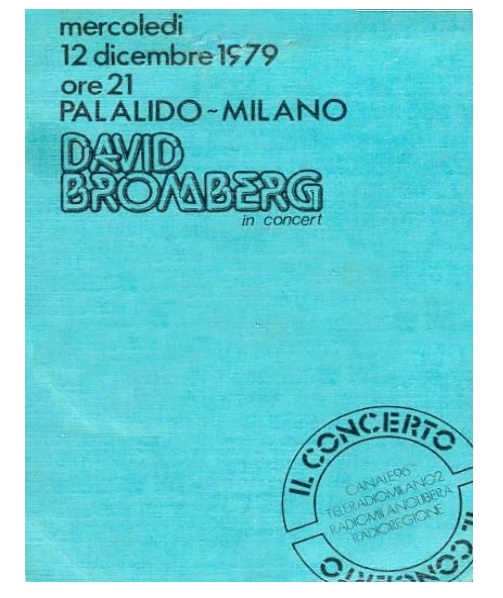 mercoledi
12 dicembre 1979
ore 21
PALALIDO~MILANO
DAVID
BROMBERG
in concert
IL CONCERTO
CANALE 96
TELERADIOMILANO2
RADIOMILANOLIBERA
RADIOREGIONE
IL CONCERTO